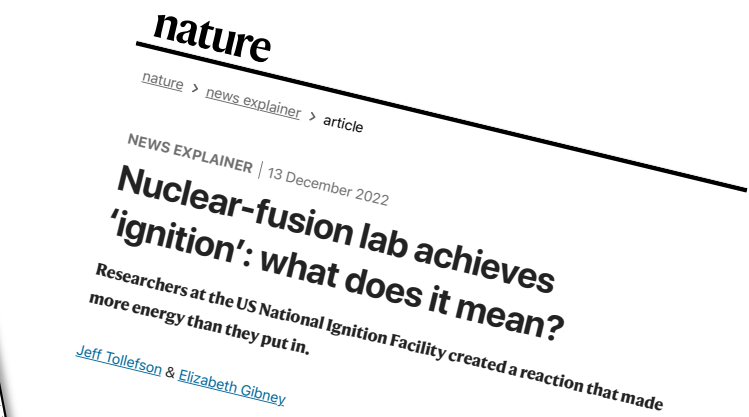 nature
nature > news explainer > article
NEWS EXPLAINER | 13 December 2022
Nuclear-fusion lab achieves
‘ignition’: what does it mean?
Researchers at the US National Ignition Facility created a reaction that made
more energy than they put in.
Jeff Tollefson & Elizabeth Gibney